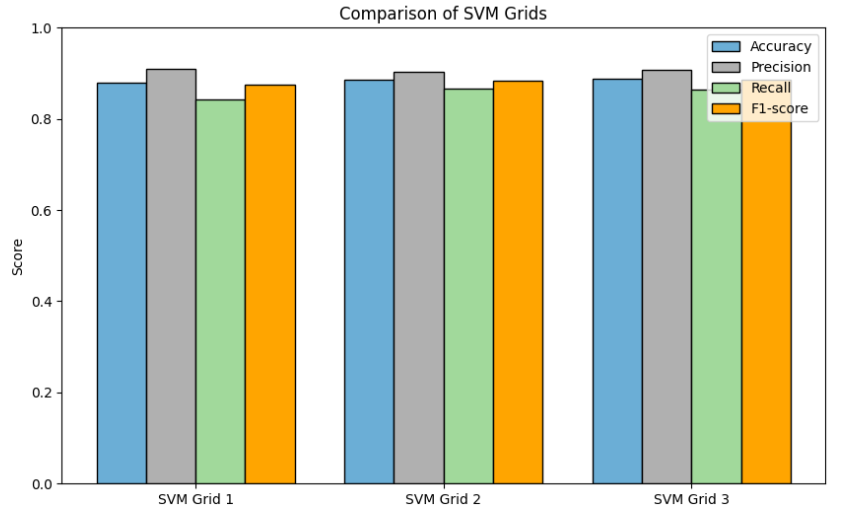 Comparison of SVM Grids
1.0
0.8
0.6
0.4
0.2
0.0
Score
Accuracy
Precision
Recall
F1-score
SVM Grid 1
SVM Grid 2
SVM Grid 3